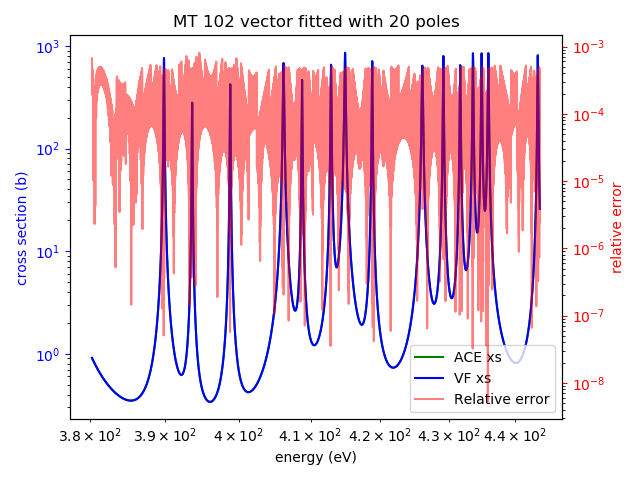 MT 102 vector fitted with 20 poles
10³
10²
10¹
10⁰
cross section (b)
10⁻³
10⁻⁴
10⁻⁵
10⁻⁶
10⁻⁷
10⁻⁸
relative error
ACE xs
VF xs
Relative error
3.8 × 10² 3.9 × 10² 4 × 10² 4.1 × 10² 4.2 × 10² 4.3 × 10² 4.4 × 10²
energy (eV)